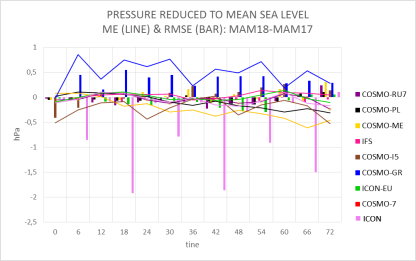 PRESSURE REDUCED TO MEAN SEA LEVEL
ME (LINE) & RMSE (BAR): MAM18-MAM17
1
0,5
0
-0,5
-1
-1,5
-2
-2,5
hPa
0 6 12 18 24 30 36 42 48 54 60 66 72
time
COSMO-RU7
COSMO-PL
COSMO-ME
IFS
COSMO-I5
COSMO-GR
ICON-EU
COSMO-7
ICON